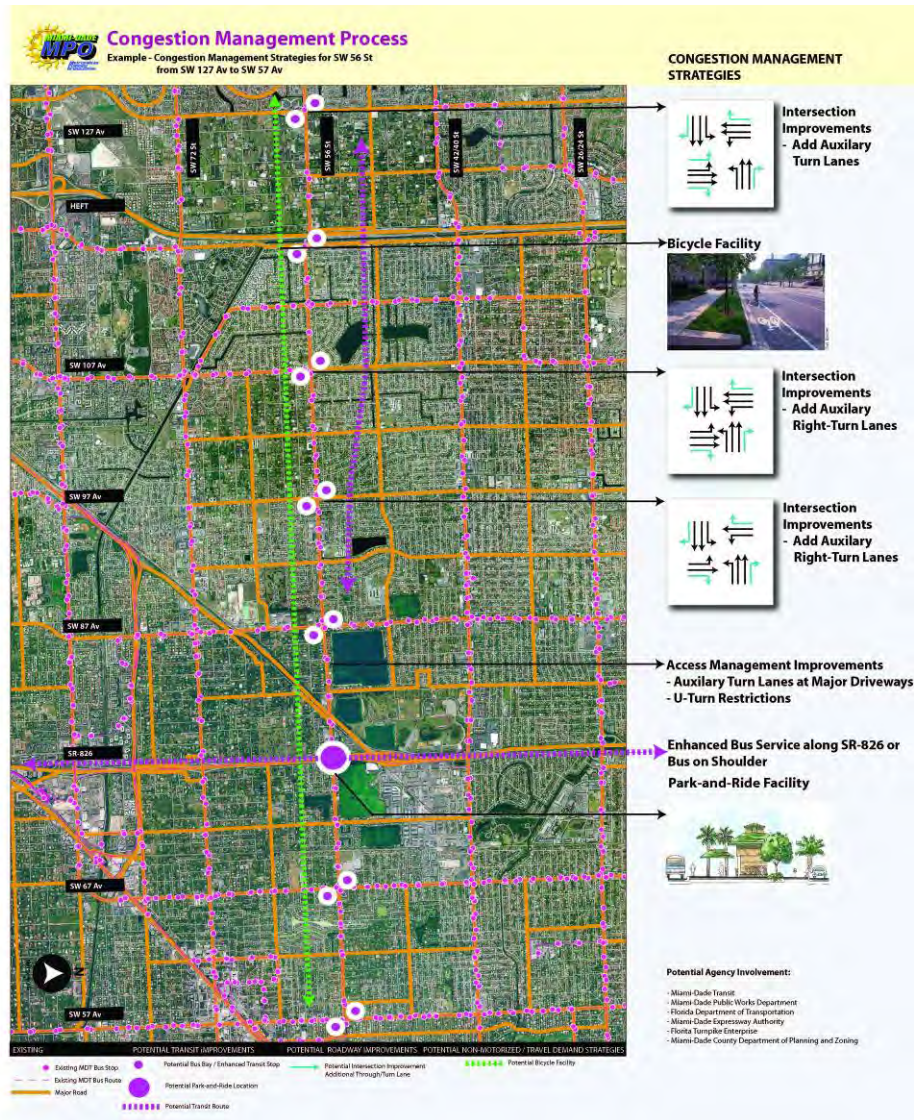 MIAMI-DADE
MPO
Congestion Management Process
Example - Congestion Management Strategies for SW 56 St
from SW 127 Av to SW 57 Av
CONGESTION MANAGEMENT
STRATEGIES
SW 127 Av
SW 72 St
SW 56 St
SW 42/40 St
SW 26/24 St
Intersection
Improvements
- Add Auxilary
Turn Lanes
HEFT
Bicycle Facility
SW 107 Av
Intersection
Improvements
- Add Auxilary
Right-Turn Lanes
SW 97 Av
Intersection
Improvements
- Add Auxilary
Right-Turn Lanes
SW 87 Av
Access Management Improvements
- Auxilary Turn Lanes at Major Driveways
- U-Turn Restrictions
SR-826
Enhanced Bus Service along SR-826 or
Bus on Shoulder
Park-and-Ride Facility
SW 67 Av
N
SW 57 Av
Potential Agency Involvement:
- Miami-Dade Transit
- Miami-Dade Public Works Department
- Florida Department of Transportation
- Miami-Dade Expressway Authority
- Florita Turnpike Enterprise
- Miami-Dade County Department of Planning and Zoning
EXISTING
POTENTIAL TRANSIT IMPROVEMENTS
POTENTIAL ROADWAY IMPROVEMENTS
POTENTIAL NON-MOTORIZED / TRAVEL DEMAND STRATEGIES
Existing MDT Bus Stop
Existing MDT Bus Route
Major Road
Potential Bus Bay / Enhanced Transit Stop
Potential Park-and-Ride Location
Potential Transit Route
Potential Intersection Improvement
Additional Through/Turn Lane
Potential Bicycle Facility